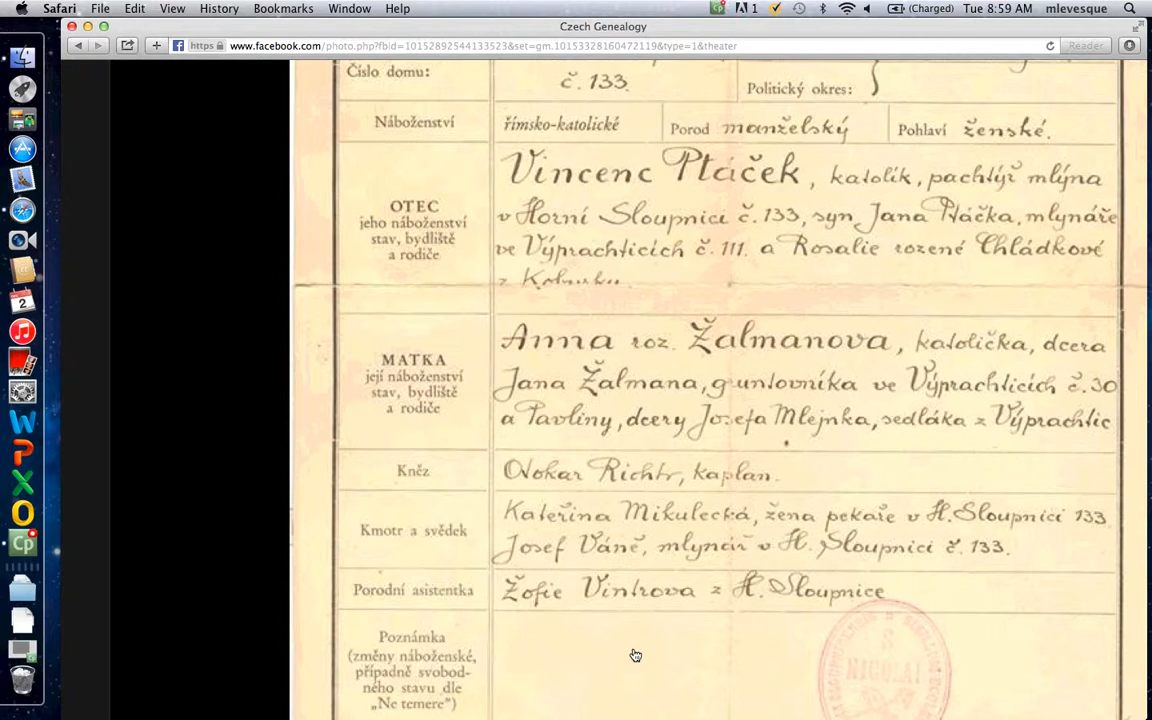 Safari File Edit View History Bookmarks Window Help
1 (Charged) Tue 8:59 AM mlevesque
Czech Genealogy
https www.facebook.com/photo.php?fbid=10152892544133523&set=gm.10153328160472119&type=1&theater
Reader
Číslo domu: č. 133. Politický okres:
Náboženství římsko-katolické Porod manželský Pohlaví ženské.
OTEC
jeho náboženství
stav, bydliště
a rodiče
Vincenc Ptáček, katolík, pachtýř mlýna
v Horní Sloupnici č. 133, syn Jana Ptáčka, mlynáře
ve Výprachticích č. 111. a Rosalie rozené Chládkové
z
MATKA
její náboženství
stav, bydliště
a rodiče
Anna roz. Žalmanova, katolička, dcera
Jana Žalmana, gruntovníka ve Výprachticích č. 30
a Pavliny, dcery Josefa Mlejnka, sedláka z Výprachtic
Kněz Otokar Richtr, kaplan.
Kmotr a svědek
Kateřina Mikulecká, žena pekaře v H. Sloupnici 133
Josef Váně, mlynář v H. Sloupnici č. 133.
Porodní asistentka Žofie Vintrova z H. Sloupnice
Poznámka
(změny náboženské,
případně svobod-
ného stavu dle
„Ne temere")
NICOLAI
2
W
P
X
O
Cp